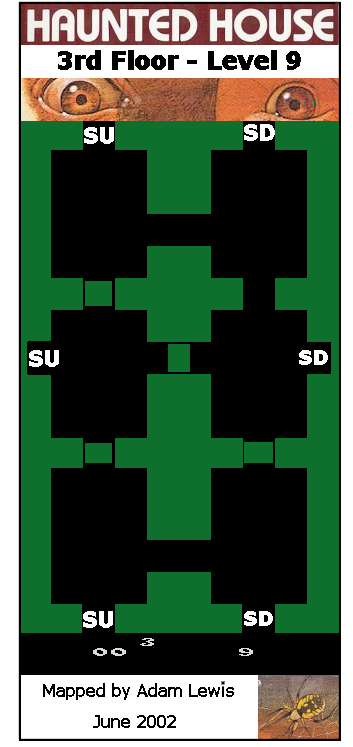 HAUNTED HOUSE
3rd Floor - Level 9
SU SD
SU SD
SU SD
00 3 9
Mapped by Adam Lewis
June 2002